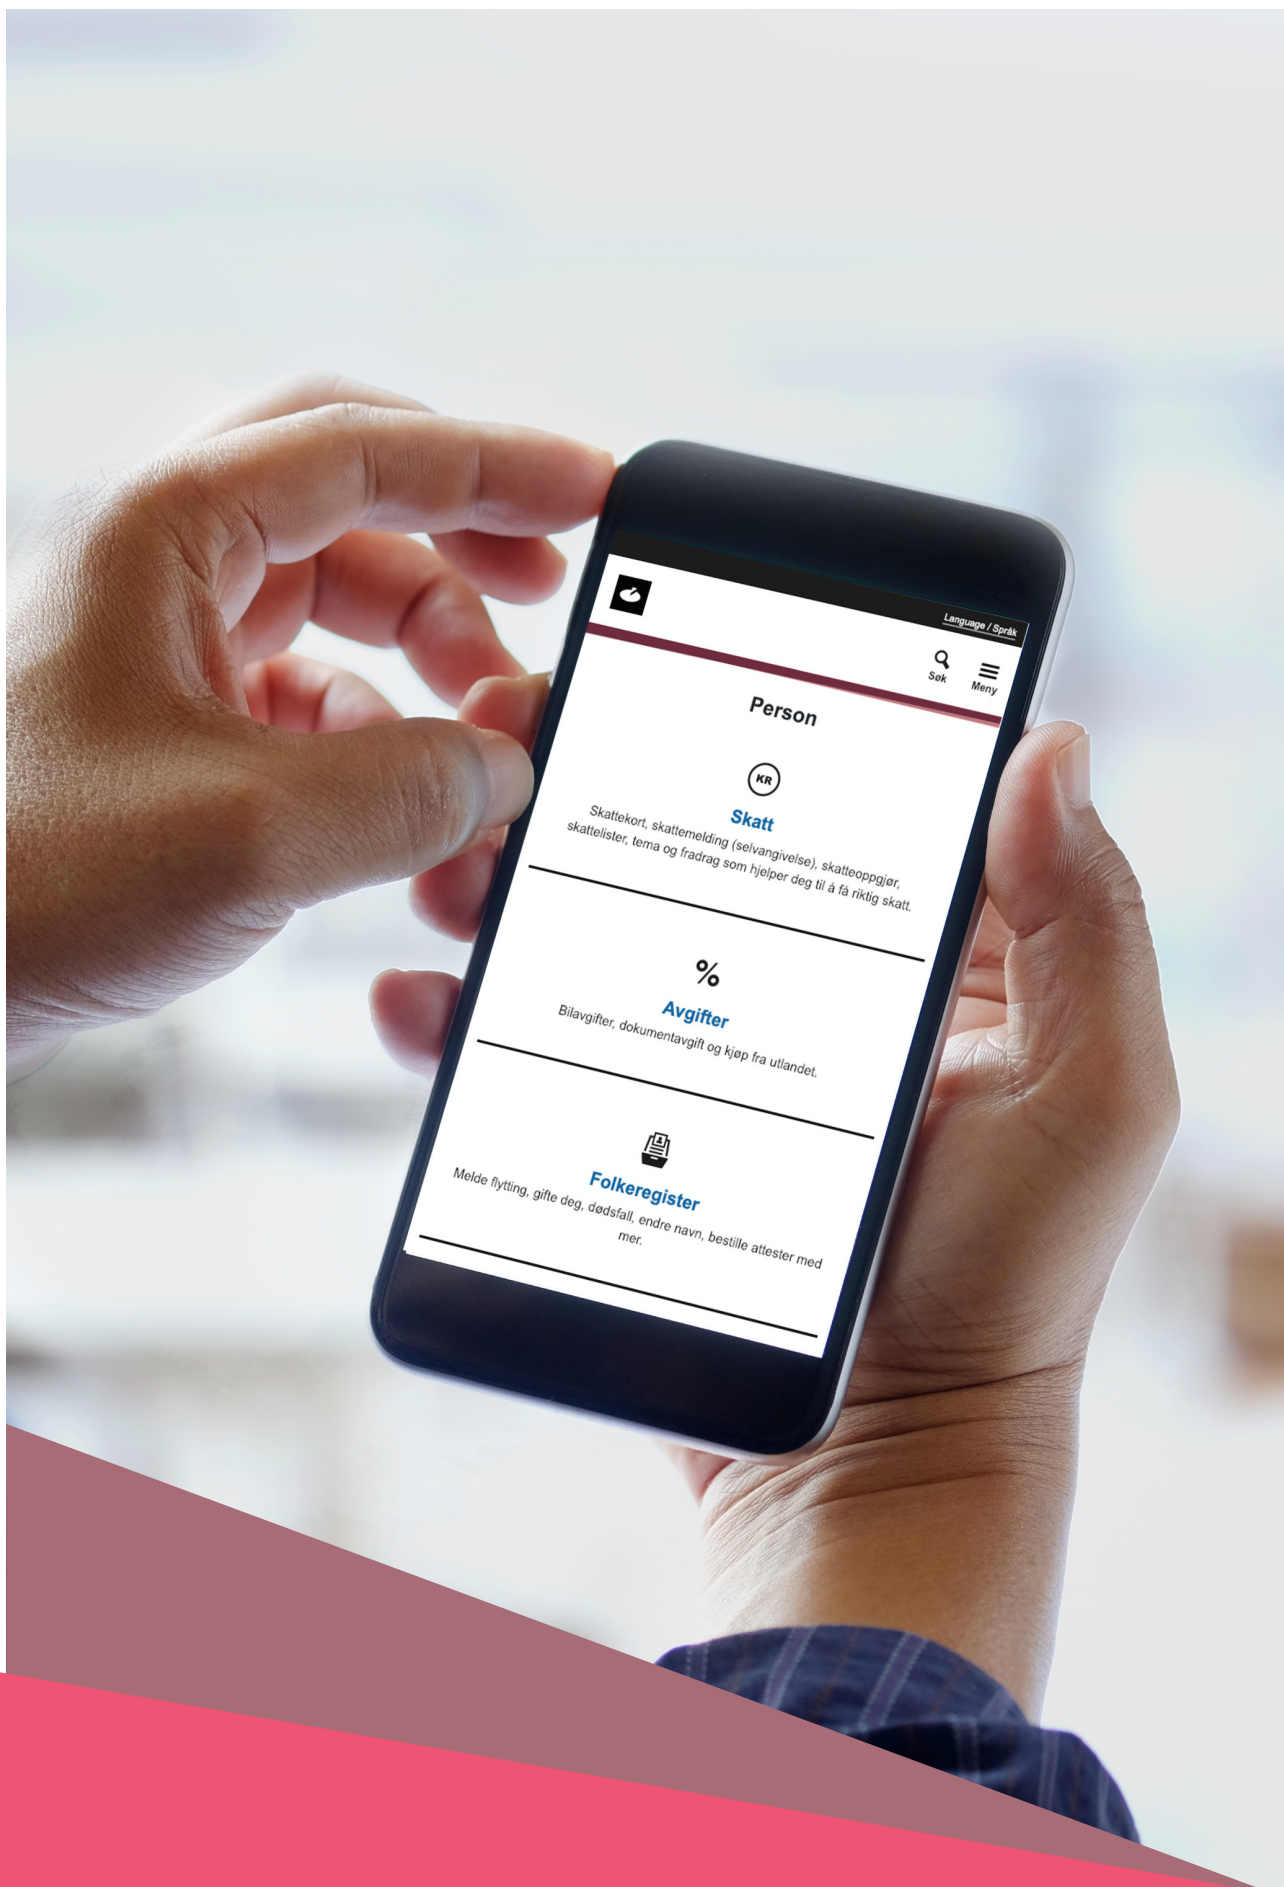 Language / Språk
Søk
Meny
Person
KR
Skatt
Skattekort, skattemelding (selvangivelse), skatteoppgjør,
skattelister, tema og fradrag som hjelper deg til å få riktig skatt.
%
Avgifter
Bilavgifter, dokumentavgift og kjøp fra utlandet.
Folkeregister
Melde flytting, gifte deg, dødsfall, endre navn, bestille attester med
mer.